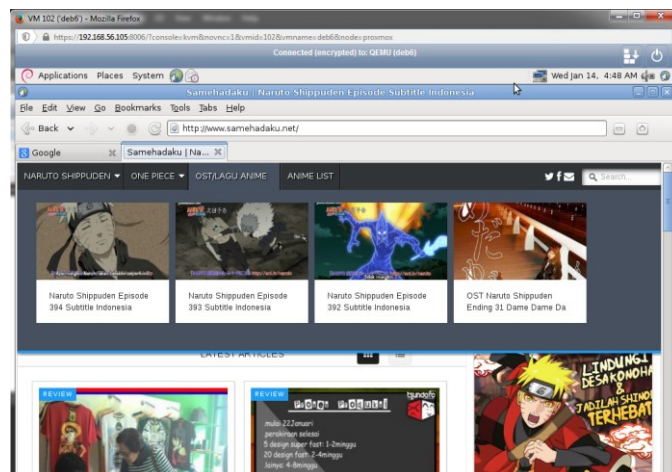 VM 102 ('deb6') - Mozilla Firefox
https://192.168.56.105:8006/?console=kvm&novnc=1&vmid=102&vmname=deb6&node=proxmox
Connected (encrypted) to: QEMU (deb6)
Applications Places System
Wed Jan 14, 4:48 AM
Samehadaku | Naruto Shippuden Episode Subtitle Indonesia
File Edit View Go Bookmarks Tools Tabs Help
Back
http://www.samehadaku.net/
Google
Samehadaku | Na...
NARUTO SHIPPUDEN
ONE PIECE
OST/LAGU ANIME
ANIME LIST
Search...
Naruto Shippuden Episode
394 Subtitle Indonesia
Naruto Shippuden Episode
393 Subtitle Indonesia
Naruto Shippuden Episode
392 Subtitle Indonesia
OST Naruto Shippuden
Ending 31 Dame Dame Da
LATEST ARTICLES
REVIEW
REVIEW
mulai 22Januari
perakiraan selesai
5 design super fast: 1-2minggu
20 design fast: 2-4minggu
lainya: 4-8minggu
tsundofo
LINDUNGI
DESA KONOHA
&
JADILAH SHINOBI
TERHEBAT